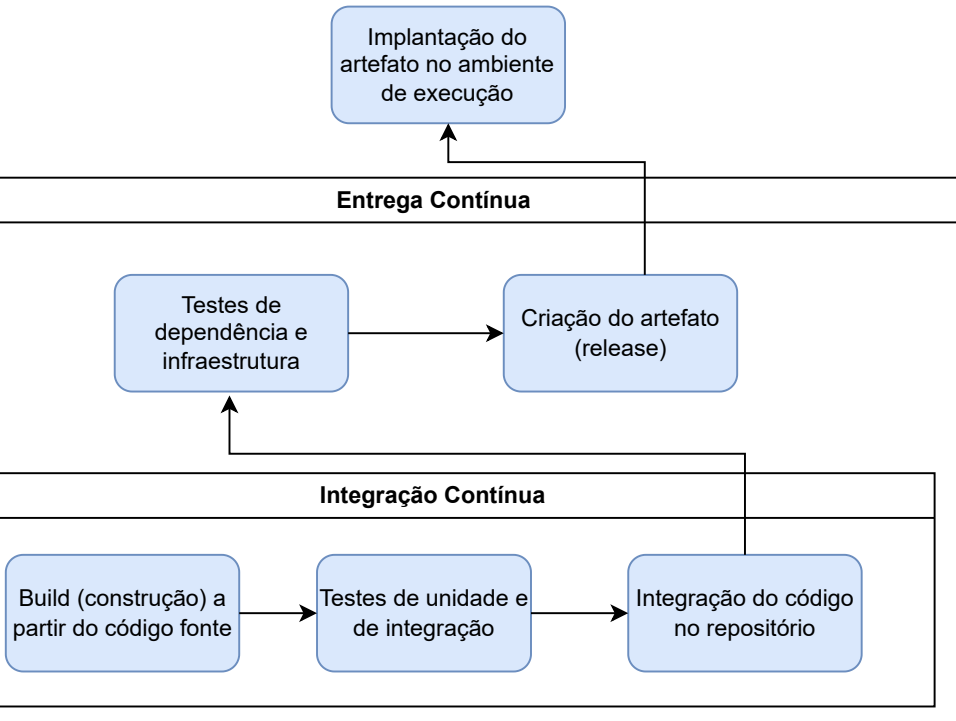 Implantação do
artefato no ambiente
de execução
Entrega Contínua
Testes de
dependência e
infraestrutura
Criação do artefato
(release)
Integração Contínua
Build (construção) a
partir do código fonte
Testes de unidade e
de integração
Integração do código
no repositório